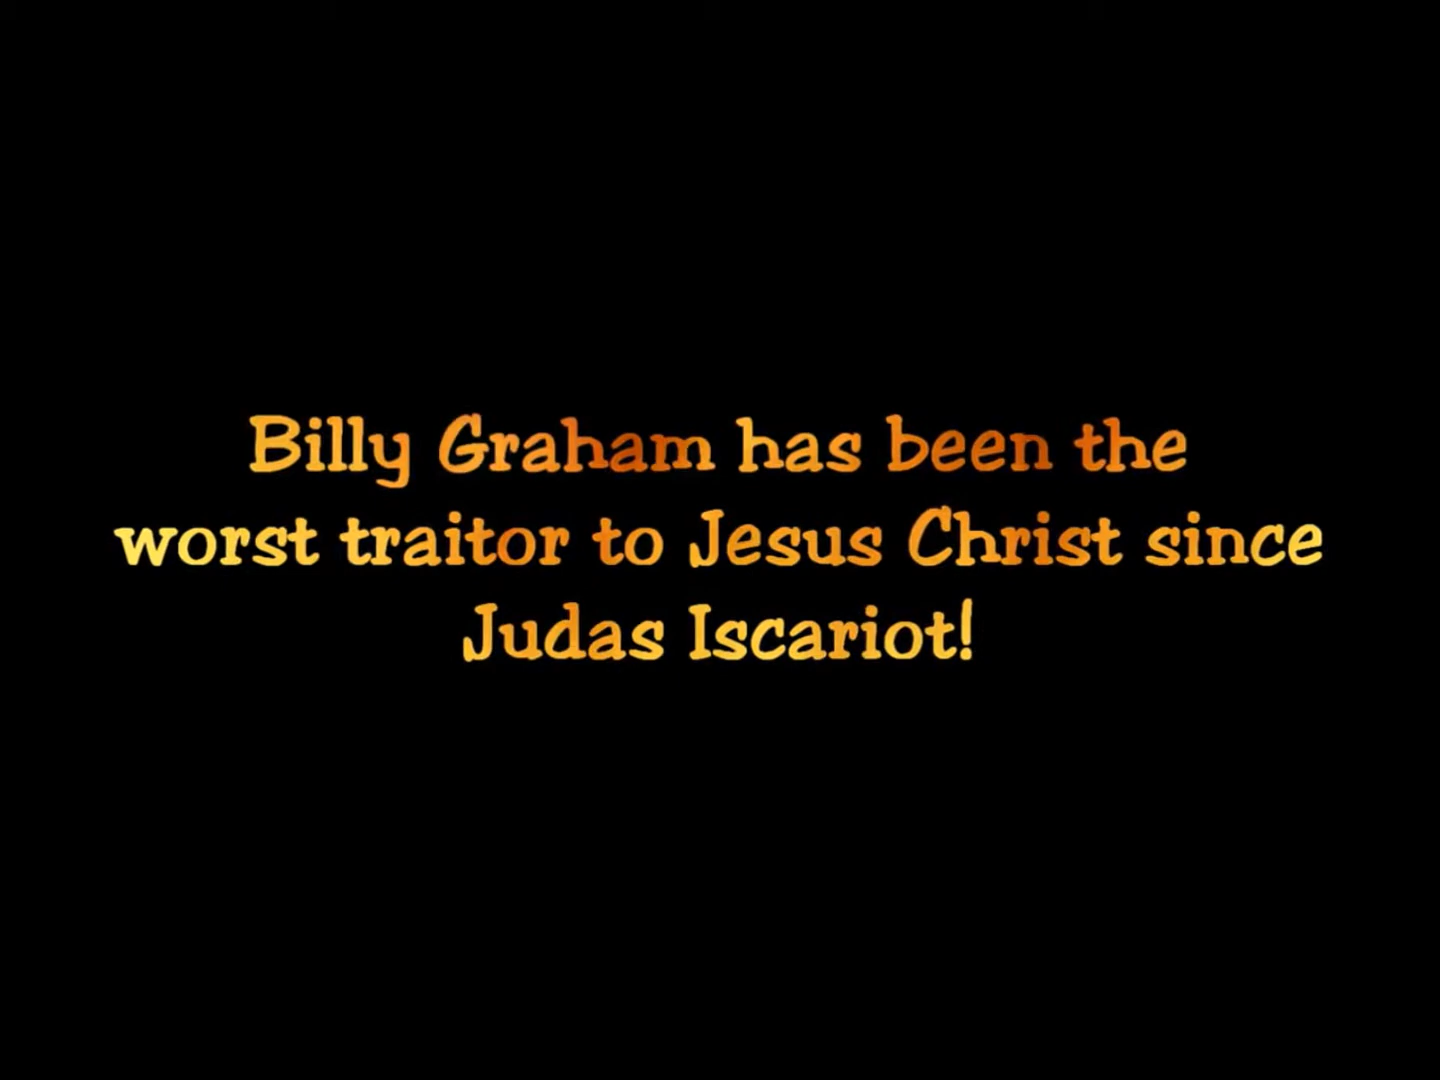 Billy Graham has been the
worst traitor to Jesus Christ since
Judas Iscariot!